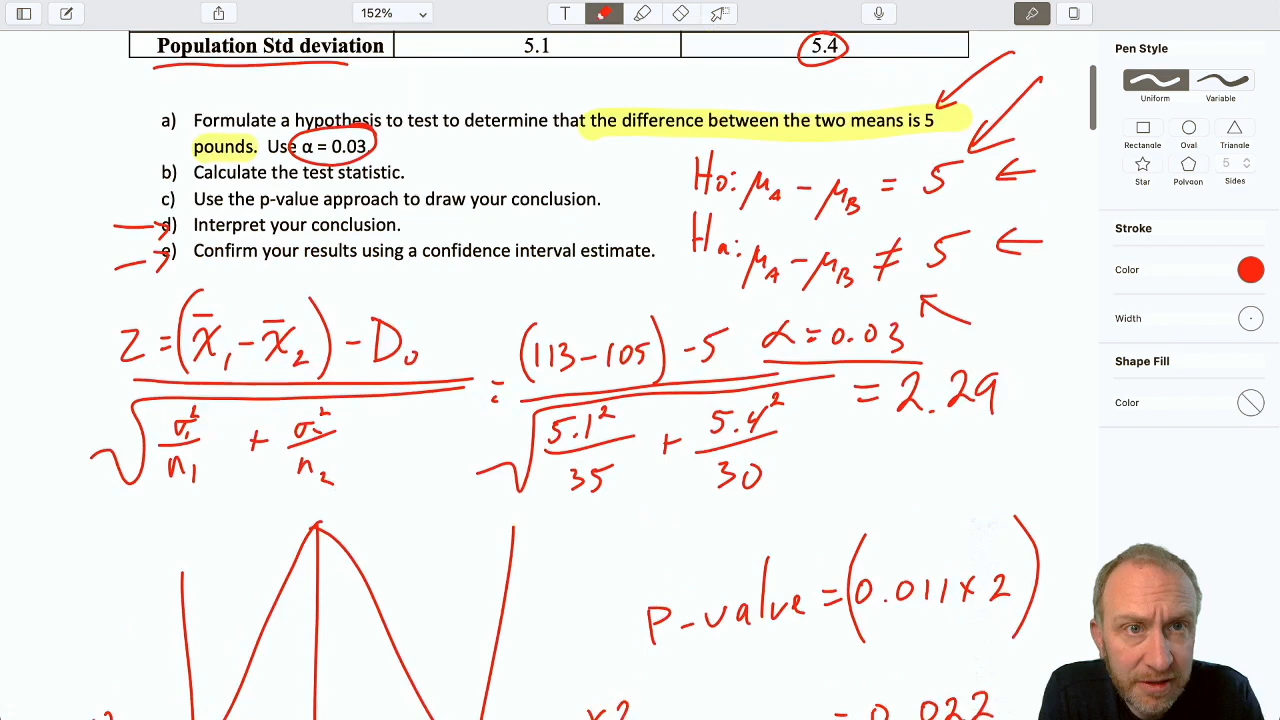 152%
T
Pen Style
Uniform
Variable
Rectangle
Oval
Triangle
Star
Polygon
5
Sides
Stroke
Color
Width
Shape Fill
Color
Population Std deviation 5.1 5.4
a) Formulate a hypothesis to test to determine that the difference between the two means is 5
pounds. Use α = 0.03.
b) Calculate the test statistic.
c) Use the p-value approach to draw your conclusion.
d) Interpret your conclusion.
e) Confirm your results using a confidence interval estimate.
Ho: μA - μB = 5
Ha: μA - μB ≠ 5
α = 0.03
Z = (x̄₁ - x̄₂) - D₀ / √(σ₁²/n₁ + σ₂²/n₂) = (113 - 105) - 5 / √(5.1²/35 + 5.4²/30) = 2.29
P-value = (0.011 x 2)
x2
= 0.022